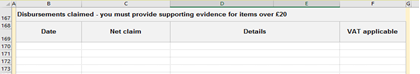 A B C D E F G
167 Disbursements claimed - you must provide supporting evidence for items over £20
168
169 Date Net claim Details VAT applicable
170
171
172
173